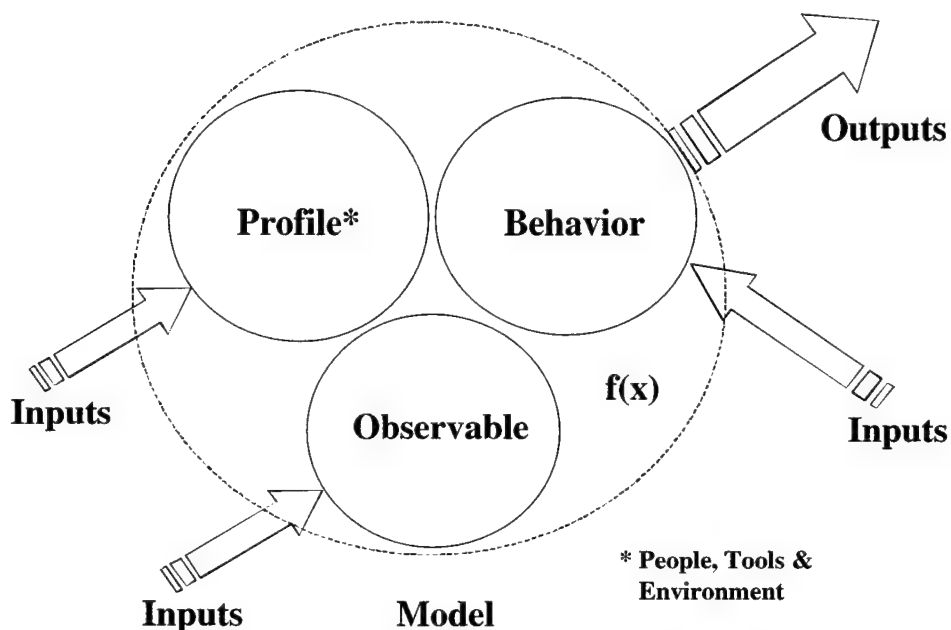 Outputs
Profile*
Behavior
f(x)
Inputs
Observable
Inputs
* People, Tools &
Environment
Inputs
Model